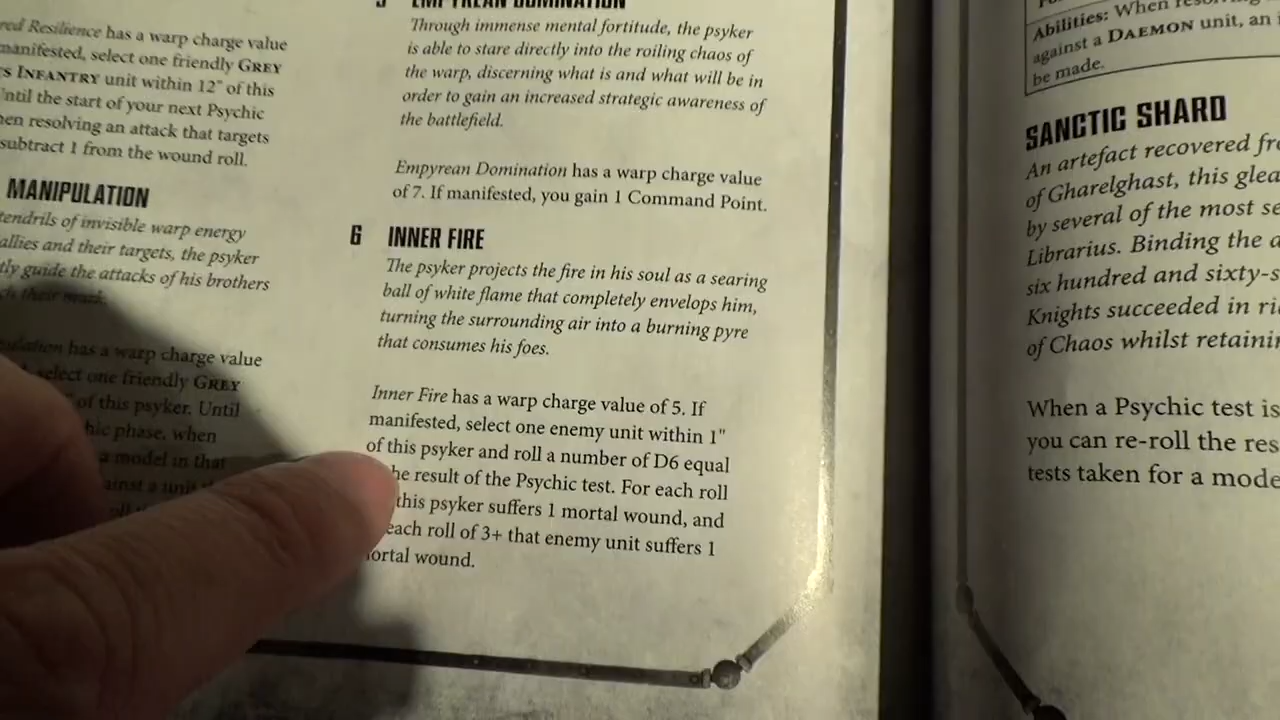 red Resilience has a warp charge value
manifested, select one friendly GREY
INFANTRY unit within 12" of this
Until the start of your next Psychic
en resolving an attack that targets
subtract 1 from the wound roll.
MANIPULATION
tendrils of invisible warp energy
allies and their targets, the psyker
tly guide the attacks of his brothers
ch their mark.
has a warp charge value
select one friendly GREY
of this psyker. Until
phase, when
a model in that
EMPYREAN DOMINATION
Through immense mental fortitude, the psyker
is able to stare directly into the roiling chaos of
the warp, discerning what is and what will be in
order to gain an increased strategic awareness of
the battlefield.
Empyrean Domination has a warp charge value
of 7. If manifested, you gain 1 Command Point.
6 INNER FIRE
The psyker projects the fire in his soul as a searing
ball of white flame that completely envelops him,
turning the surrounding air into a burning pyre
that consumes his foes.
Inner Fire has a warp charge value of 5. If
manifested, select one enemy unit within 1"
of this psyker and roll a number of D6 equal
he result of the Psychic test. For each roll
this psyker suffers 1 mortal wound, and
each roll of 3+ that enemy unit suffers 1
ortal wound.
Abilities: When resolving
against a DAEMON unit, an
be made.
SANCTIC SHARD
An artefact recovered fr
of Gharelghast, this glea
by several of the most se
Librarius. Binding the
six hundred and sixty-s
Knights succeeded in ri
of Chaos whilst retaini
When a Psychic test is
you can re-roll the res
tests taken for a mode